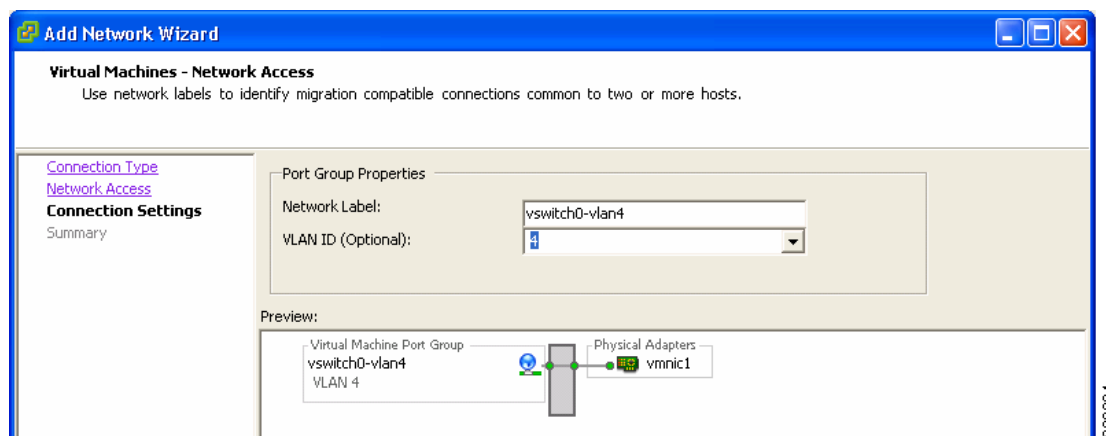 Add Network Wizard
Virtual Machines - Network Access
Use network labels to identify migration compatible connections common to two or more hosts.
Connection Type
Network Access
Connection Settings
Summary
Port Group Properties
Network Label:
vswitch0-vlan4
VLAN ID (Optional):
4
Preview:
Virtual Machine Port Group
vswitch0-vlan4
VLAN 4
Physical Adapters
vmnic1